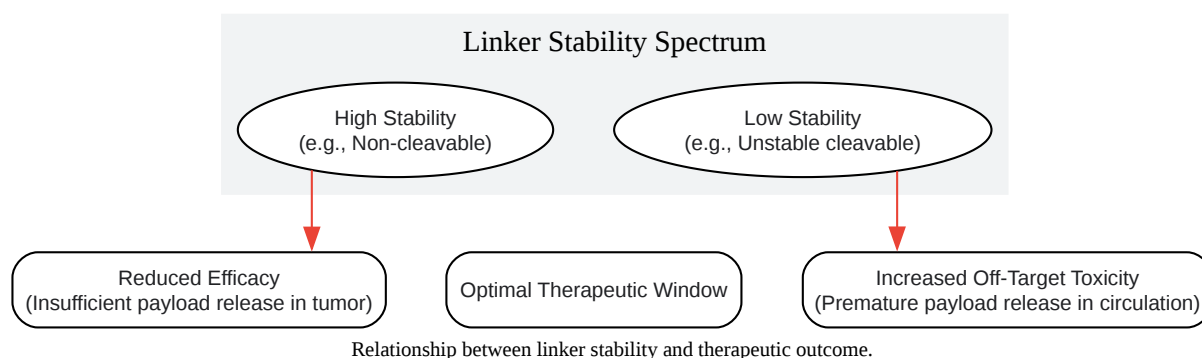 Linker Stability Spectrum
High Stability
(e.g., Non-cleavable)
Low Stability
(e.g., Unstable cleavable)
Reduced Efficacy
(Insufficient payload release in tumor)
Optimal Therapeutic Window
Increased Off-Target Toxicity
(Premature payload release in circulation)
Relationship between linker stability and therapeutic outcome.